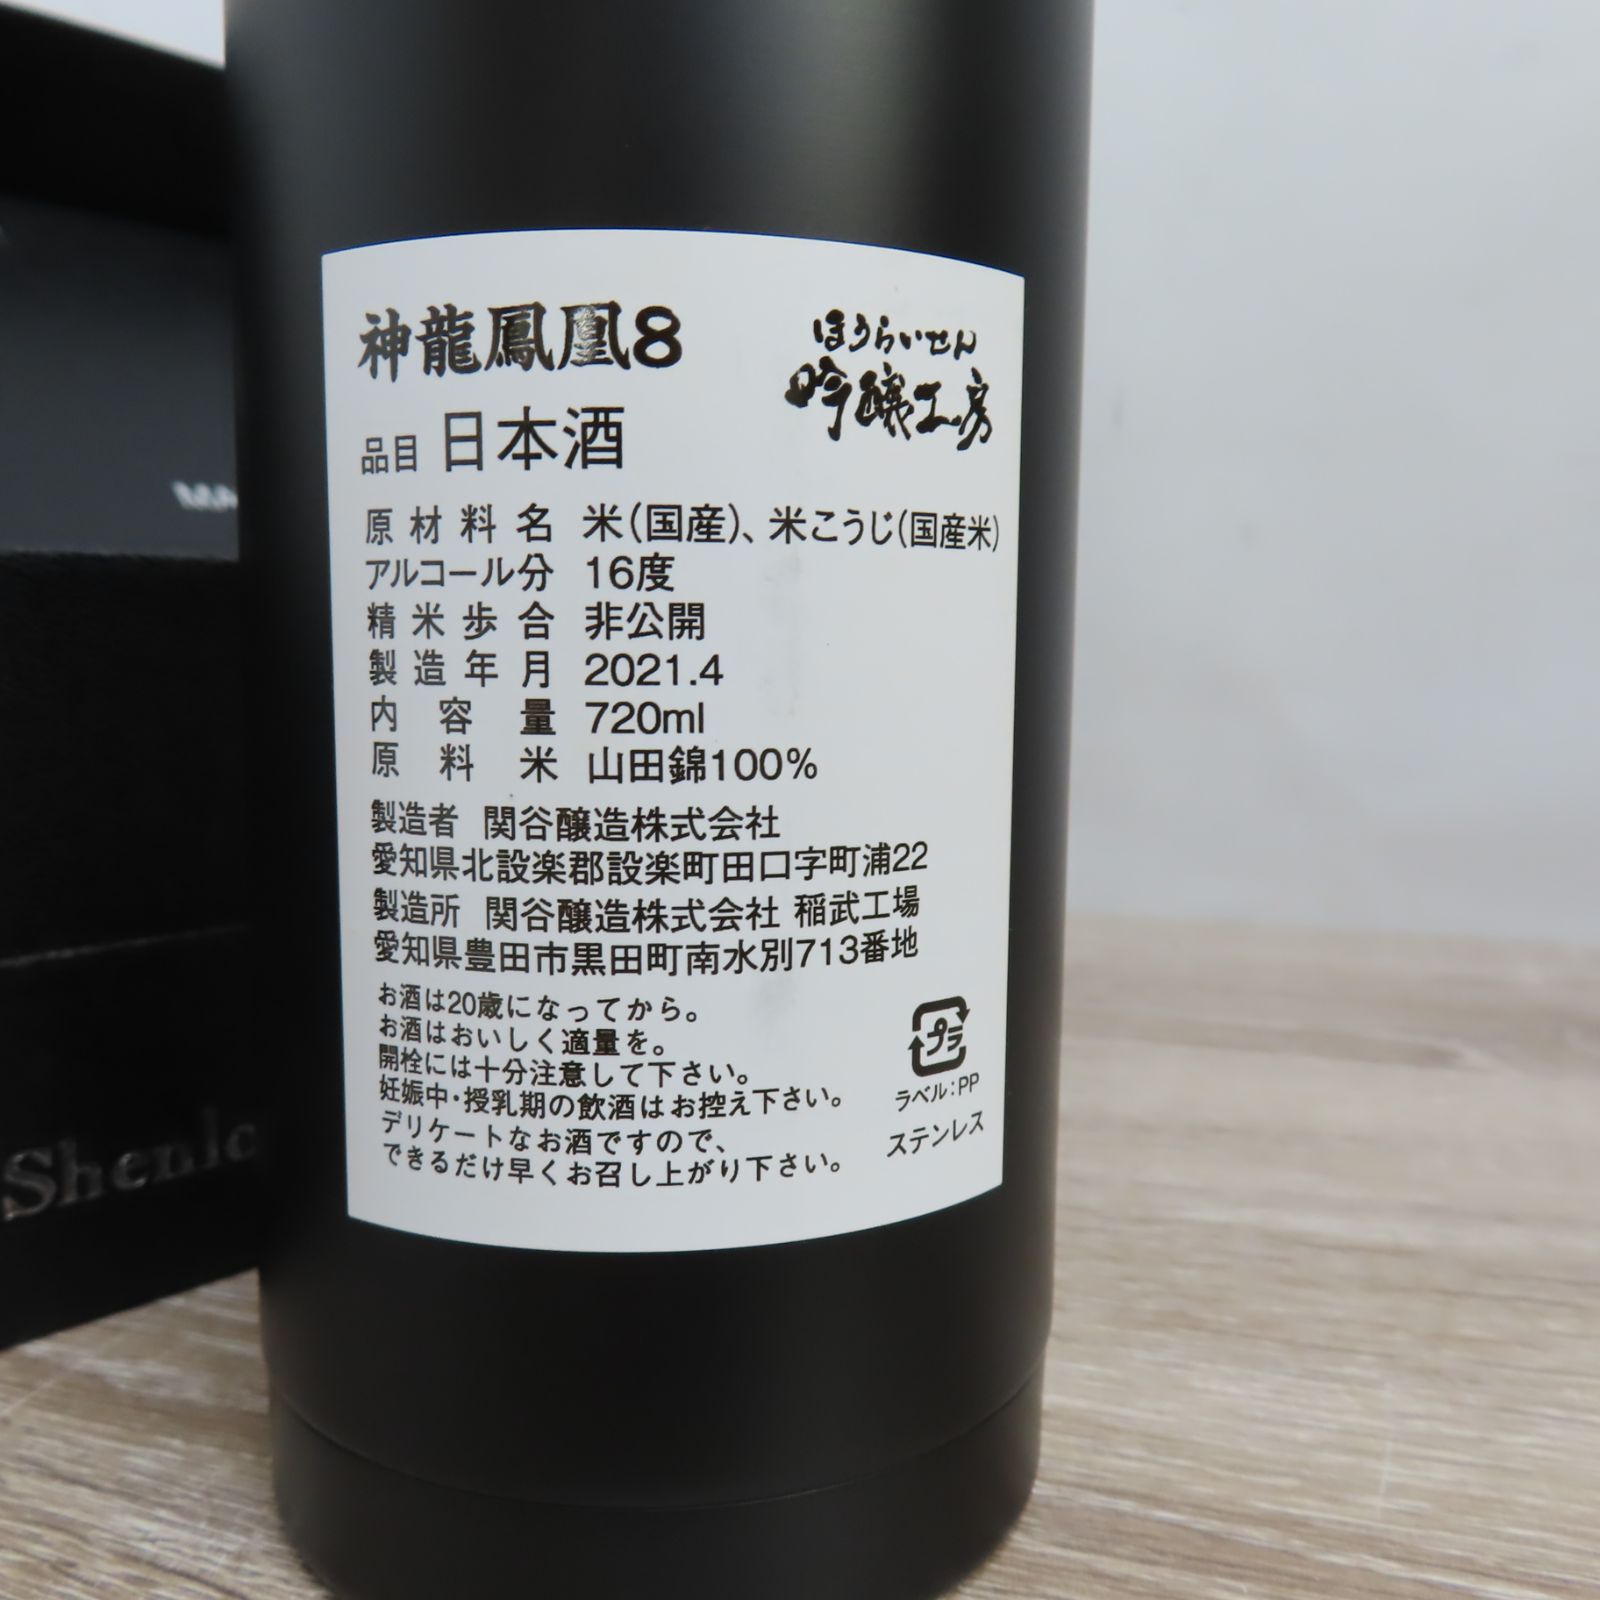 神龍鳳凰8
ほうらいせん
吟醸工房
品目 日本酒
原材料名 米(国産)、米こうじ(国産米)
アルコール分 16度
精米歩合 非公開
製造年月 2021.4
内容量 720ml
原料米 山田錦100%
製造者 関谷醸造株式会社
愛知県北設楽郡設楽町田口字町浦22
製造所 関谷醸造株式会社 稲武工場
愛知県豊田市黒田町南水別713番地
お酒は20歳になってから。
お酒はおいしく適量を。
開栓には十分注意して下さい。
妊娠中・授乳期の飲酒はお控え下さい。
デリケートなお酒ですので、
できるだけ早くお召し上がり下さい。
プラ
ラベル:PP
ステンレス